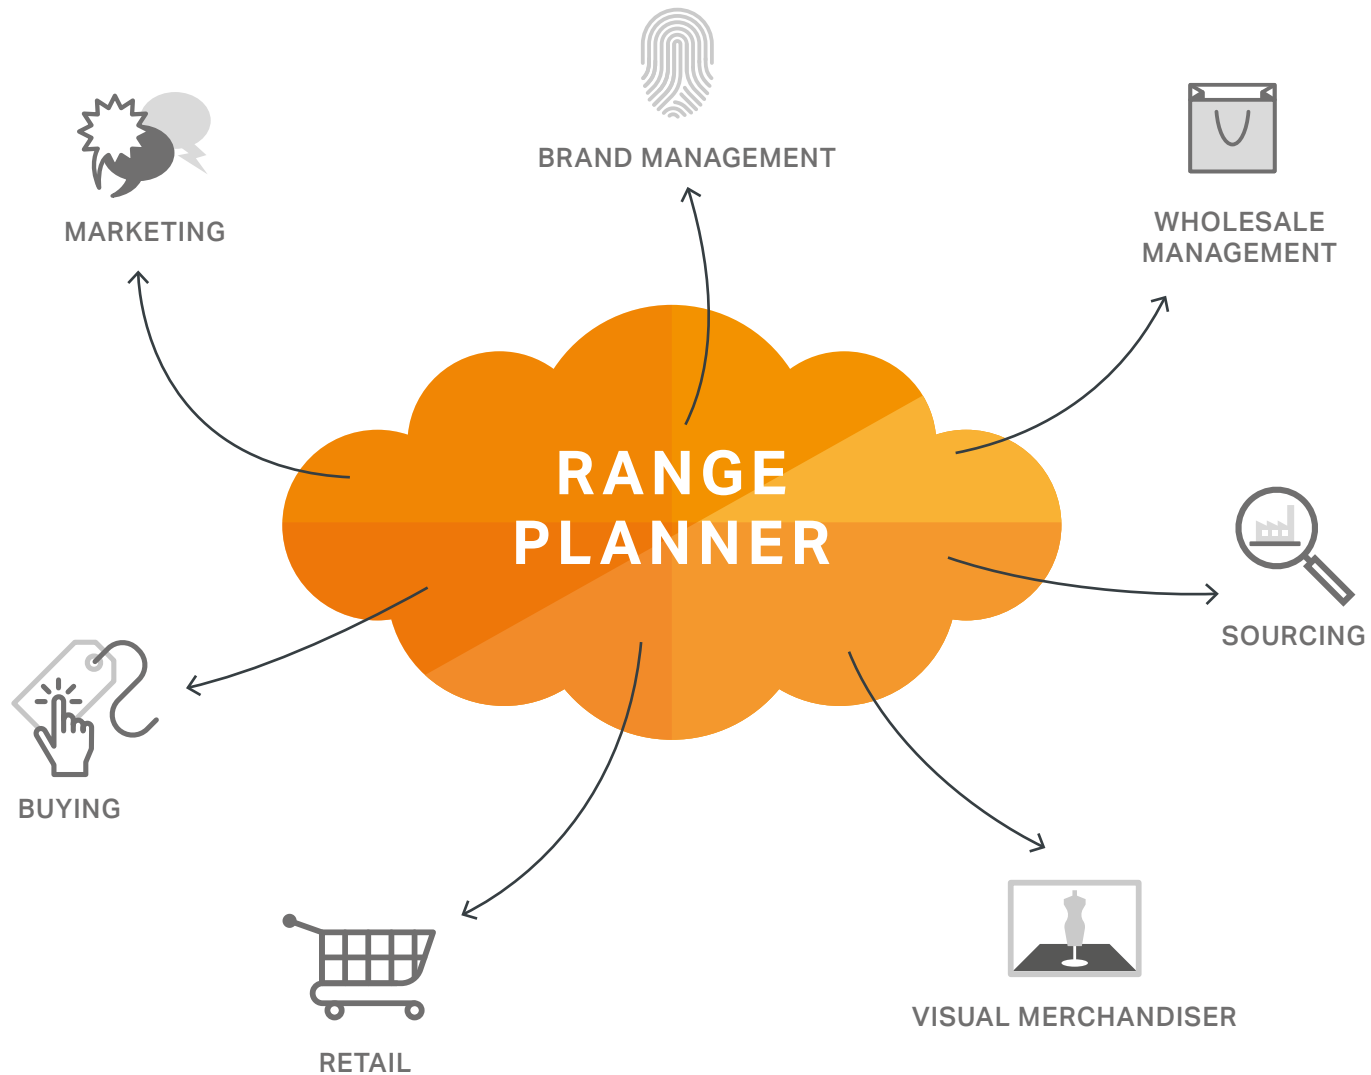 BRAND MANAGEMENT
MARKETING
WHOLESALE
MANAGEMENT
RANGE
PLANNER
SOURCING
BUYING
VISUAL MERCHANDISER
RETAIL